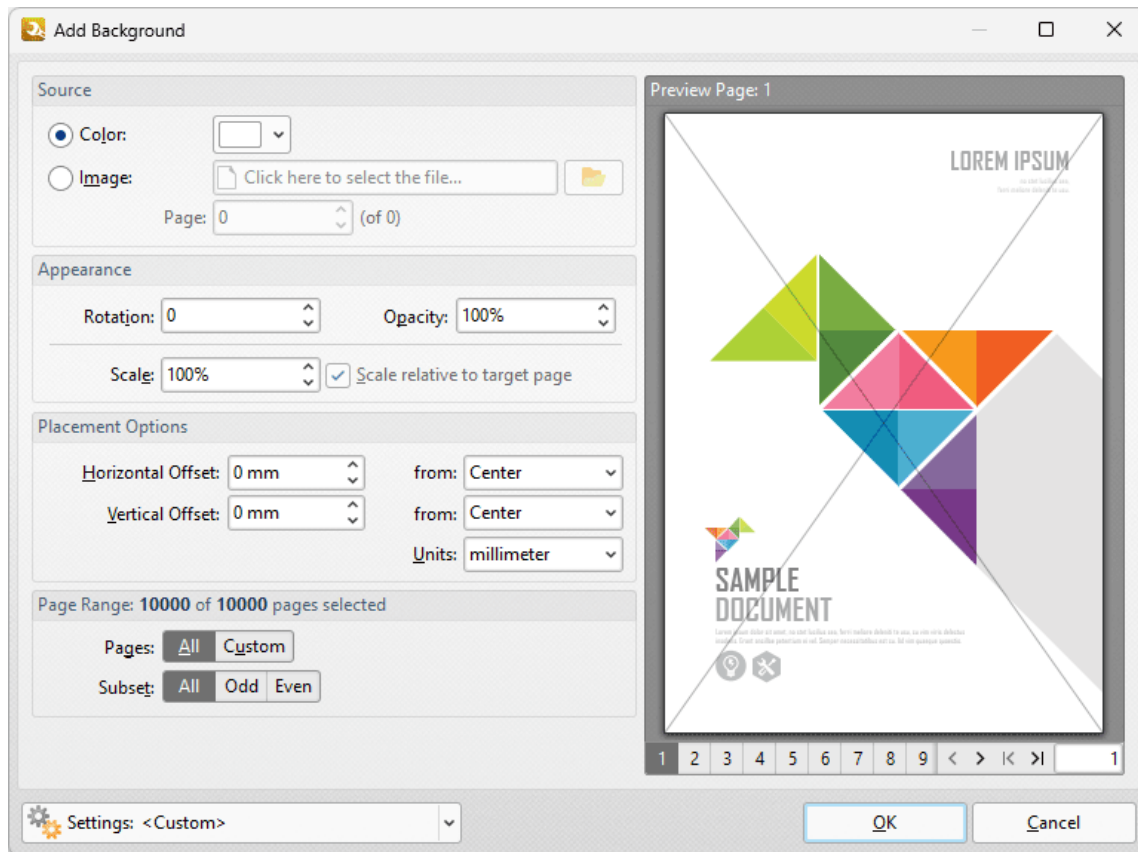 Add Background
Source
Color:
Image:
Click here to select the file...
Page: 0 (of 0)
Appearance
Rotation: 0
Opacity: 100%
Scale: 100%
Scale relative to target page
Placement Options
Horizontal Offset: 0 mm from: Center
Vertical Offset: 0 mm from: Center
Units: millimeter
Page Range: 10000 of 10000 pages selected
Pages: All Custom
Subset: All Odd Even
Preview Page: 1
LOREM IPSUM
SAMPLE
DOCUMENT
1 2 3 4 5 6 7 8 9 1
Settings: <Custom>
OK
Cancel